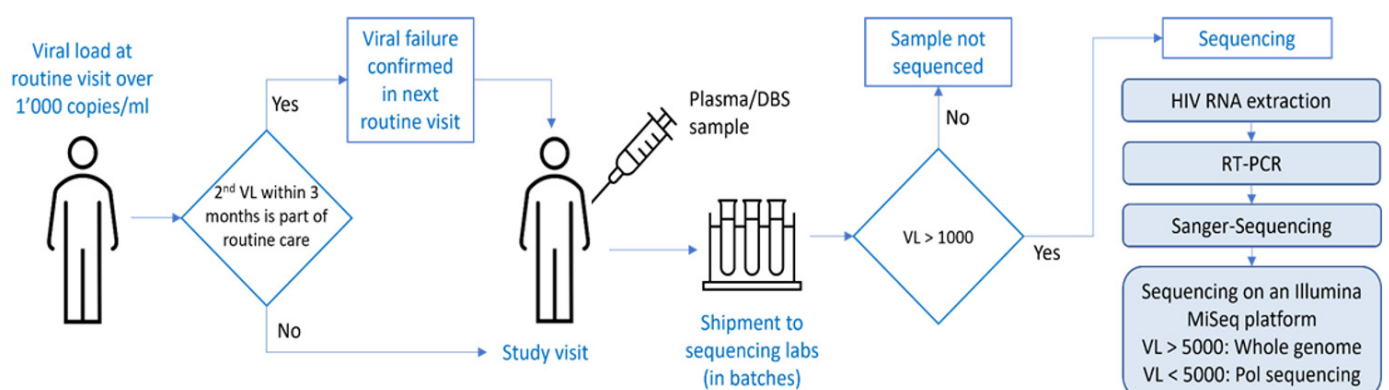 Viral load at
routine visit over
1'000 copies/ml
2nd VL within 3
months is part of
routine care
Yes
No
Viral failure
confirmed
in next
routine visit
Study visit
Plasma/DBS
sample
Shipment to
sequencing labs
(in batches)
VL > 1000
No
Sample not
sequenced
Yes
Sequencing
HIV RNA extraction
RT-PCR
Sanger-Sequencing
Sequencing on an Illumina
MiSeq platform
VL > 5000: Whole genome
VL < 5000: Pol sequencing